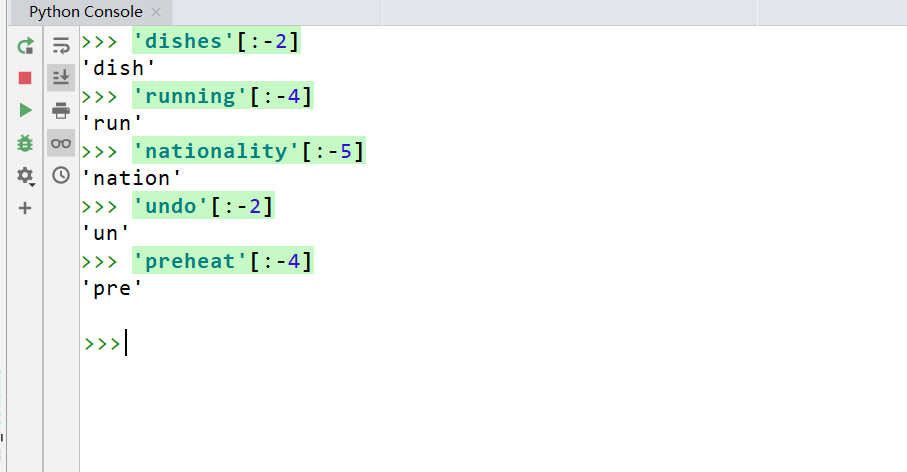 Python Console
>>> 'dishes'[:-2]
'dish'
>>> 'running'[:-4]
'run'
>>> 'nationality'[:-5]
'nation'
>>> 'undo'[:-2]
'un'
>>> 'preheat'[:-4]
'pre'
>>>